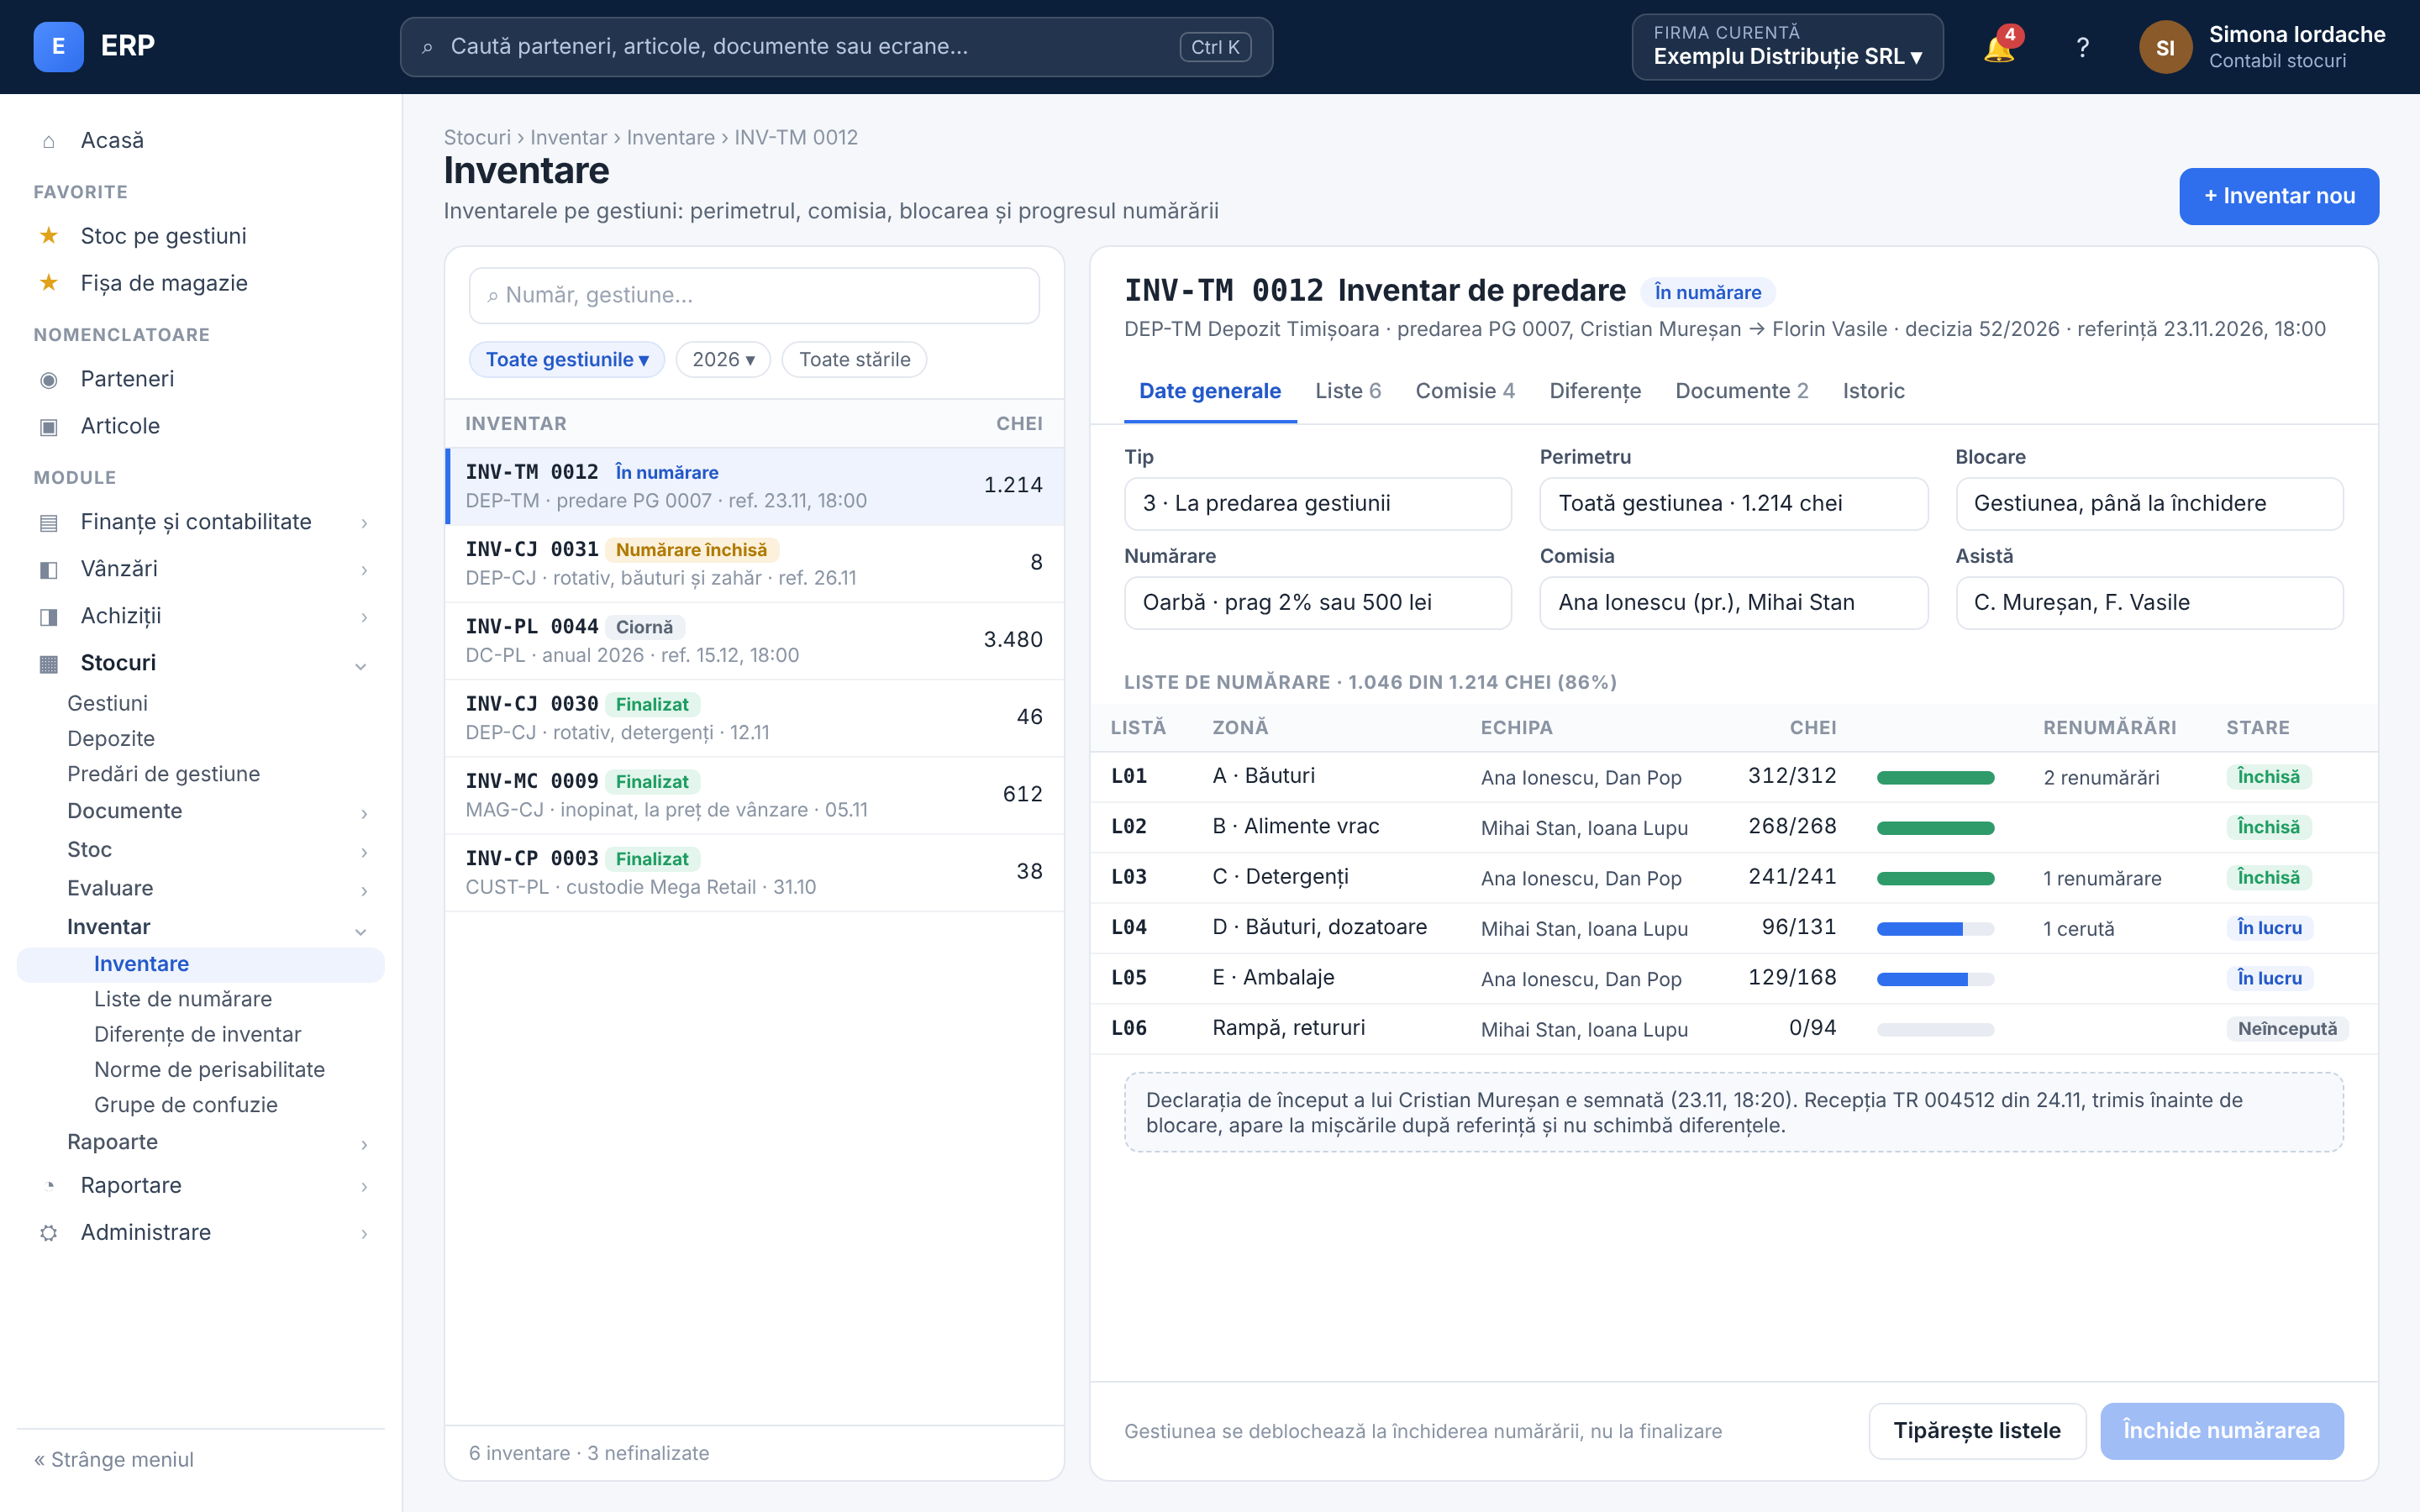 E ERP
Caută parteneri, articole, documente sau ecrane... Ctrl K
FIRMA CURENTĂ
Exemplu Distribuție SRL ▾
4
?
SI
Simona Iordache
Contabil stocuri
Acasă
FAVORITE
★ Stoc pe gestiuni
★ Fișa de magazie
NOMENCLATOARE
Parteneri
Articole
MODULE
Finanțe și contabilitate ›
Vânzări ›
Achiziții ›
Stocuri
Gestiuni
Depozite
Predări de gestiune
Documente ›
Stoc ›
Evaluare ›
Inventar
Inventare
Liste de numărare
Diferențe de inventar
Norme de perisabilitate
Grupe de confuzie
Rapoarte ›
Raportare ›
Administrare ›
« Strânge meniul
Stocuri › Inventar › Inventare › INV-TM 0012
Inventare
Inventarele pe gestiuni: perimetrul, comisia, blocarea și progresul numărării
+ Inventar nou
Număr, gestiune...
Toate gestiunile ▾ 2026 ▾ Toate stările
INVENTAR CHEI
INV-TM 0012 În numărare 1.214
DEP-TM · predare PG 0007 · ref. 23.11, 18:00
INV-CJ 0031 Numărare închisă 8
DEP-CJ · rotativ, băuturi și zahăr · ref. 26.11
INV-PL 0044 Ciornă 3.480
DC-PL · anual 2026 · ref. 15.12, 18:00
INV-CJ 0030 Finalizat 46
DEP-CJ · rotativ, detergenți · 12.11
INV-MC 0009 Finalizat 612
MAG-CJ · inopinat, la preț de vânzare · 05.11
INV-CP 0003 Finalizat 38
CUST-PL · custodie Mega Retail · 31.10
6 inventare · 3 nefinalizate
INV-TM 0012 Inventar de predare În numărare
DEP-TM Depozit Timișoara · predarea PG 0007, Cristian Mureșan → Florin Vasile · decizia 52/2026 · referință 23.11.2026, 18:00
Date generale Liste 6 Comisie 4 Diferențe Documente 2 Istoric
Tip Perimetru Blocare
3 · La predarea gestiunii Toată gestiunea · 1.214 chei Gestiunea, până la închidere
Numărare Comisia Asistă
Oarbă · prag 2% sau 500 lei Ana Ionescu (pr.), Mihai Stan C. Mureșan, F. Vasile
LISTE DE NUMĂRARE · 1.046 DIN 1.214 CHEI (86%)
LISTĂ ZONĂ ECHIPA CHEI RENUMĂRĂRI STARE
L01 A · Băuturi Ana Ionescu, Dan Pop 312/312 2 renumărări Închisă
L02 B · Alimente vrac Mihai Stan, Ioana Lupu 268/268 Închisă
L03 C · Detergenți Ana Ionescu, Dan Pop 241/241 1 renumărare Închisă
L04 D · Băuturi, dozatoare Mihai Stan, Ioana Lupu 96/131 1 cerută În lucru
L05 E · Ambalaje Ana Ionescu, Dan Pop 129/168 În lucru
L06 Rampă, retururi Mihai Stan, Ioana Lupu 0/94 Neîncepută
Declarația de început a lui Cristian Mureșan e semnată (23.11, 18:20). Recepția TR 004512 din 24.11, trimis înainte de
blocare, apare la mișcările după referință și nu schimbă diferențele.
Gestiunea se deblochează la închiderea numărării, nu la finalizare
Tipărește listele Închide numărarea